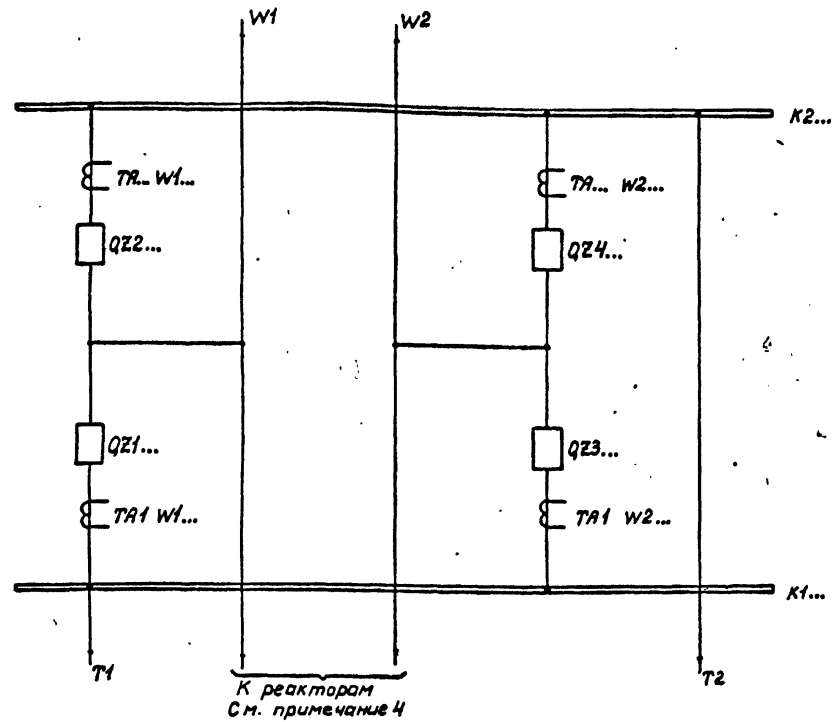 W1
W2
K2...
TA... W1...
TA... W2...
QZ2...
QZ4...
QZ1...
QZ3...
TA1 W1...
TA1 W2...
K1...
T1
T2
К реакторам
См. примечание 4